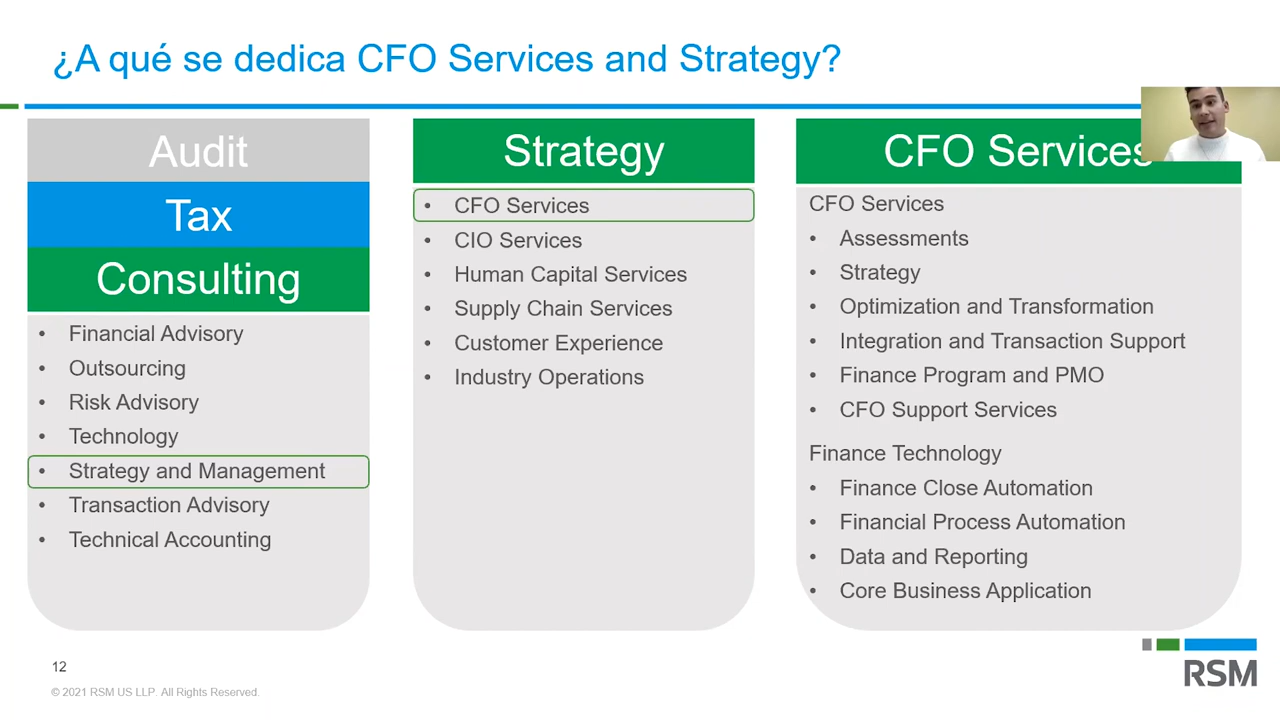 ¿A qué se dedica CFO Services and Strategy?
Audit
Tax
Consulting
• Financial Advisory
• Outsourcing
• Risk Advisory
• Technology
• Strategy and Management
• Transaction Advisory
• Technical Accounting
Strategy
• CFO Services
• CIO Services
• Human Capital Services
• Supply Chain Services
• Customer Experience
• Industry Operations
CFO Services
CFO Services
• Assessments
• Strategy
• Optimization and Transformation
• Integration and Transaction Support
• Finance Program and PMO
• CFO Support Services
Finance Technology
• Finance Close Automation
• Financial Process Automation
• Data and Reporting
• Core Business Application
12
© 2021 RSM US LLP. All Rights Reserved.
RSM